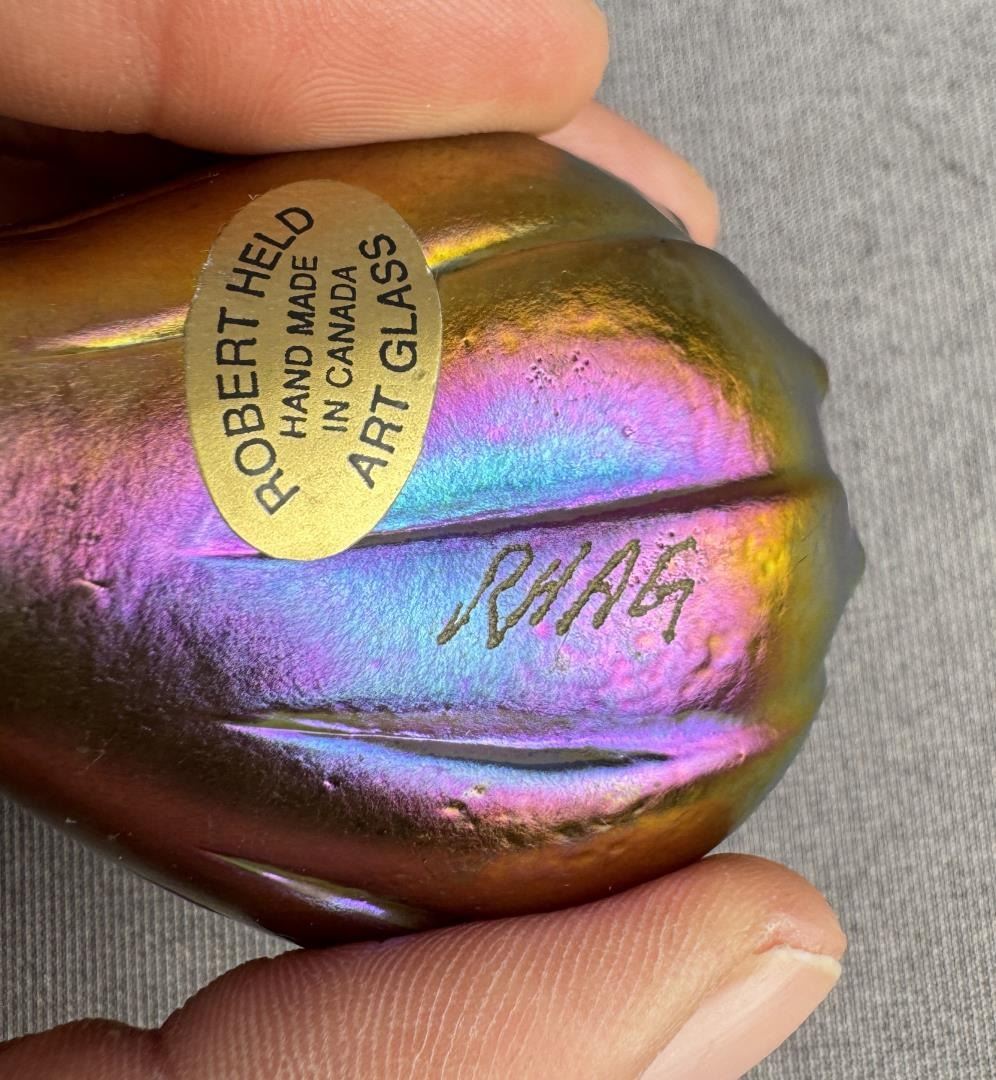 ROBERT HELD
HAND MADE
IN CANADA
ART GLASS
RHAG